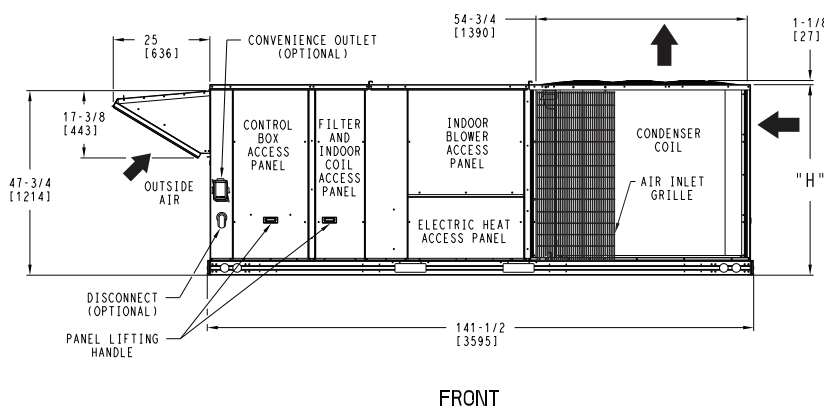 54-3/4
[1390]
1-1/8
[27]
25
[636]
CONVENIENCE OUTLET
(OPTIONAL)
17-3/8
[443]
CONTROL
BOX
ACCESS
PANEL
FILTER
AND
INDOOR
COIL
ACCESS
PANEL
INDOOR
BLOWER
ACCESS
PANEL
CONDENSER
COIL
47-3/4
[1214]
OUTSIDE
AIR
AIR INLET
GRILLE
"H"
ELECTRIC HEAT
ACCESS PANEL
DISCONNECT
(OPTIONAL)
PANEL LIFTING
HANDLE
141-1/2
[3595]
FRONT